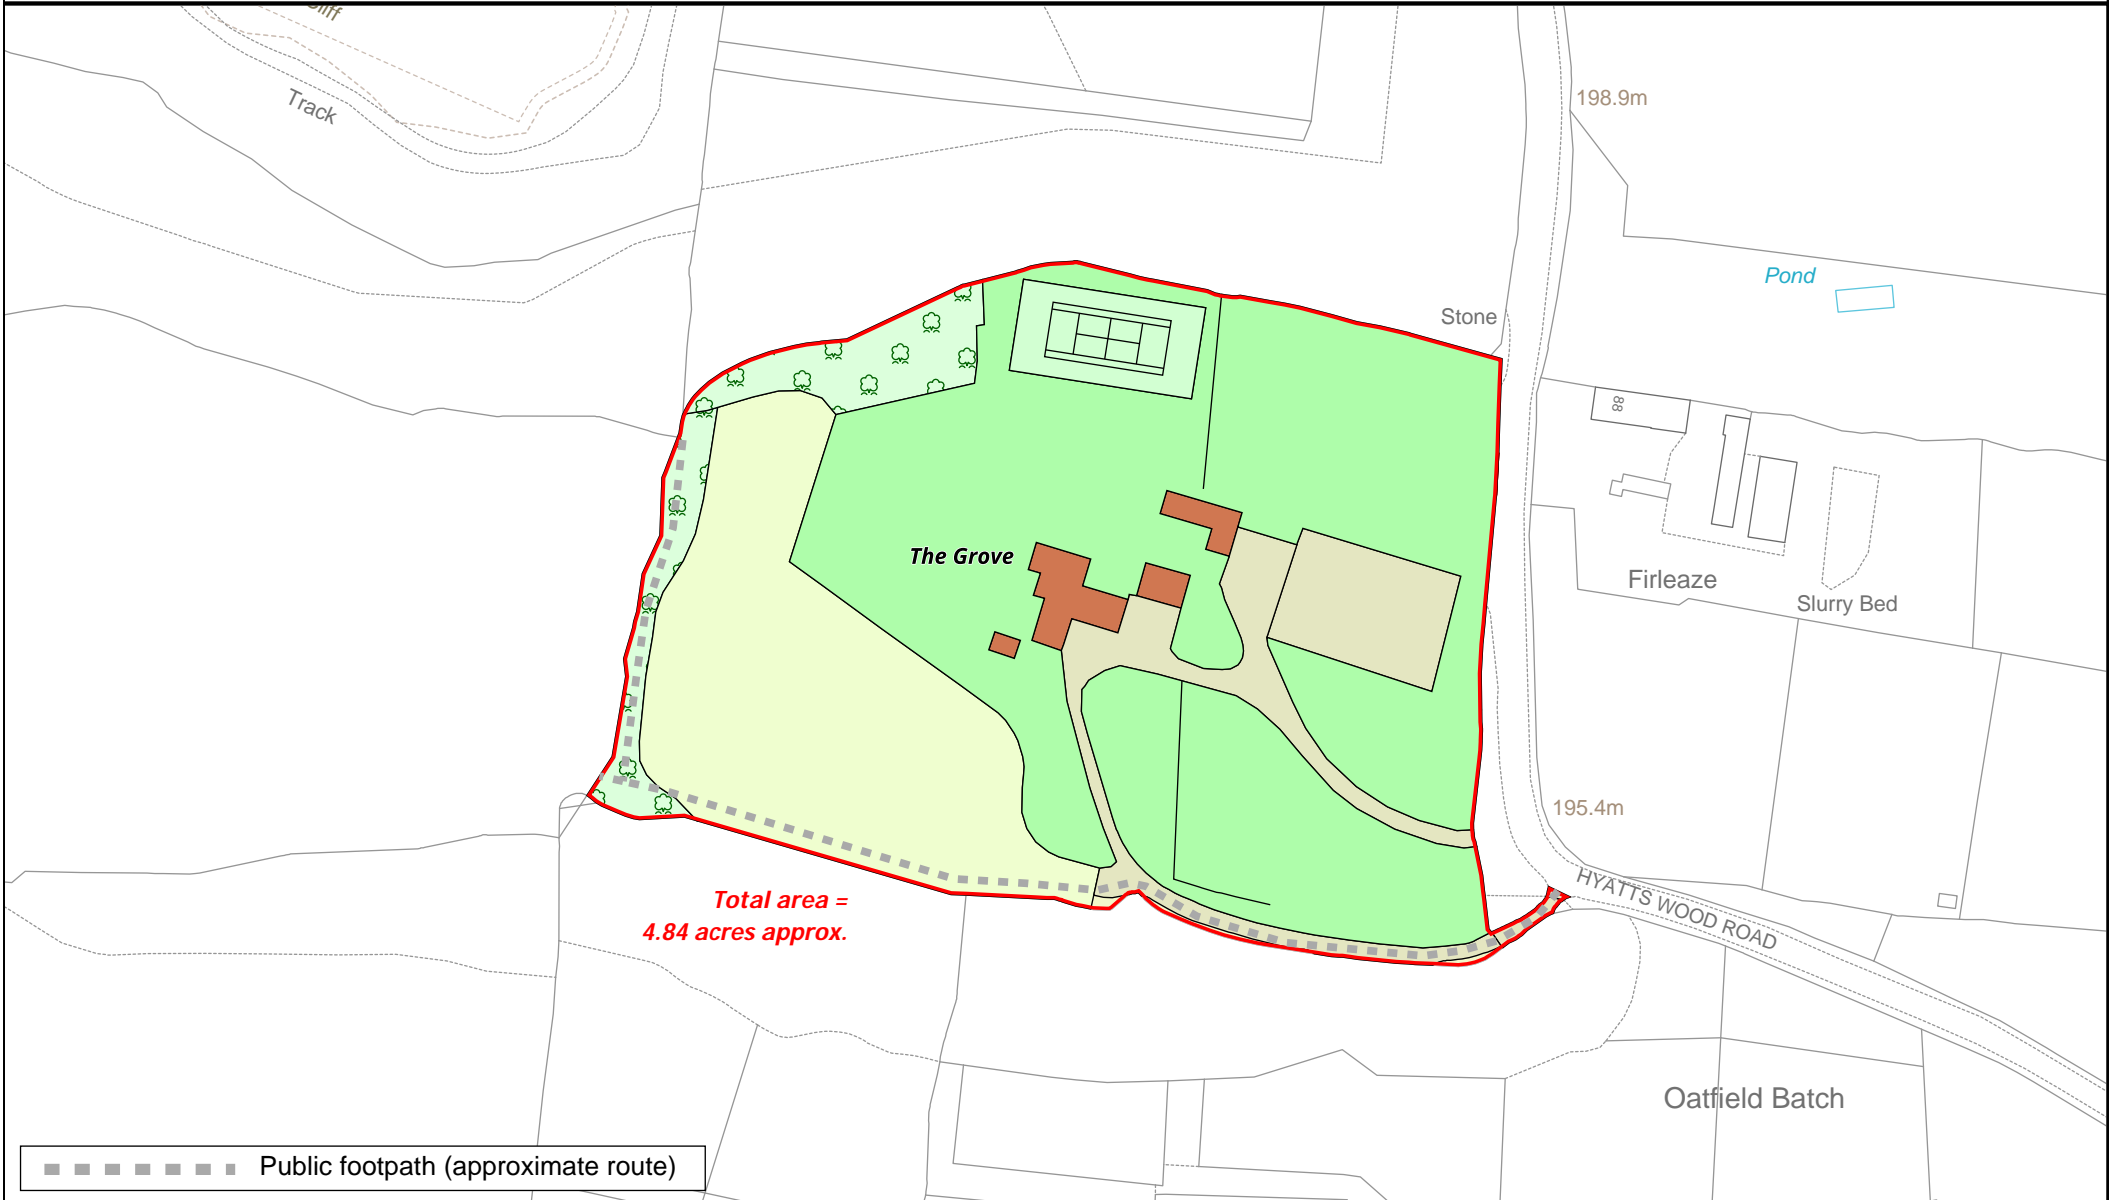 Cliff
Track
198.9m
Pond
Stone
88
The Grove
Firleaze
Slurry Bed
195.4m
HYATTS WOOD ROAD
Total area =
4.84 acres approx.
Oatfield Batch
Public footpath (approximate route)